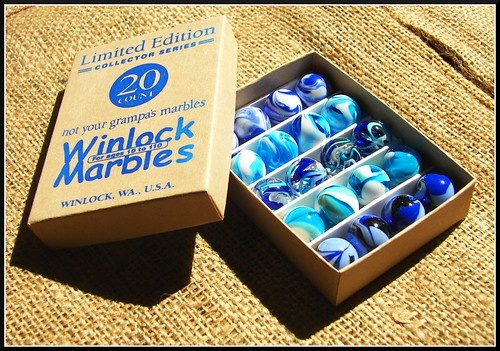 Limited Edition
COLLECTOR SERIES
20
COUNT
not your grampa's marbles
Winlock
For ages 10 to 110
Marbles
WINLOCK, WA., U.S.A.